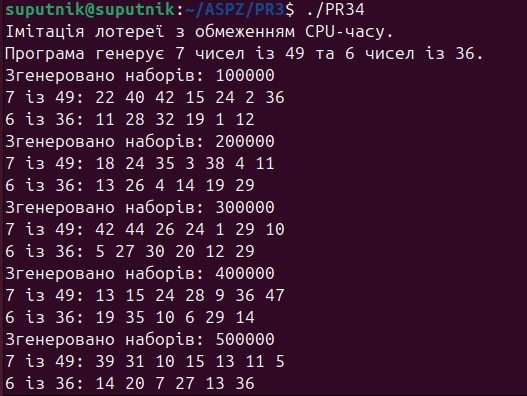 suputnik@suputnik:~/ASPZ/PR3$ ./PR34
Імітація лотереї з обмеженням CPU-часу.
Програма генерує 7 чисел із 49 та 6 чисел із 36.
Згенеровано наборів: 100000
7 із 49: 22 40 42 15 24 2 36
6 із 36: 11 28 32 19 1 12
Згенеровано наборів: 200000
7 із 49: 18 24 35 3 38 4 11
6 із 36: 13 26 4 14 19 29
Згенеровано наборів: 300000
7 із 49: 42 44 26 24 1 29 10
6 із 36: 5 27 30 20 12 29
Згенеровано наборів: 400000
7 із 49: 13 15 24 28 9 36 47
6 із 36: 19 35 10 6 29 14
Згенеровано наборів: 500000
7 із 49: 39 31 10 15 13 11 5
6 із 36: 14 20 7 27 13 36